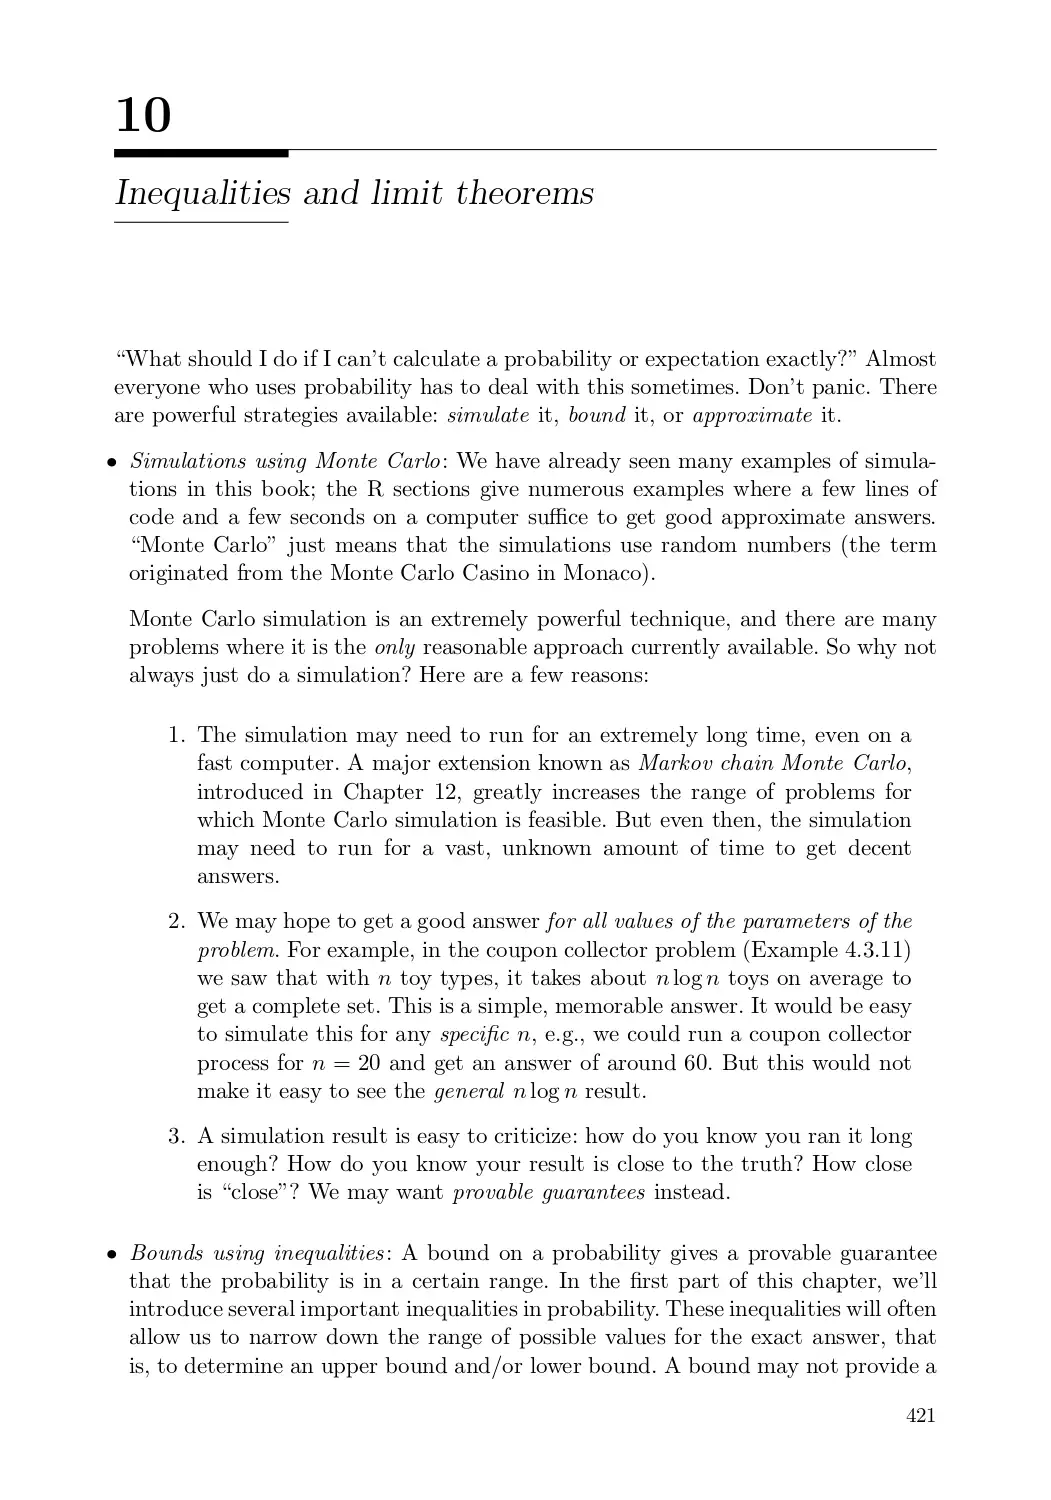 10
Inequalities and limit theorems
“What should I do if I can’t calculate a probability or expectation exactly?” Almost
everyone who uses probability has to deal with this sometimes. Don’t panic. There
are powerful strategies available: simulate it, bound it, or approximate it.
• Simulations using Monte Carlo: We have already seen many examples of simula-
tions in this book; the R sections give numerous examples where a few lines of
code and a few seconds on a computer suffice to get good approximate answers.
“Monte Carlo” just means that the simulations use random numbers (the term
originated from the Monte Carlo Casino in Monaco).
Monte Carlo simulation is an extremely powerful technique, and there are many
problems where it is the only reasonable approach currently available. So why not
always just do a simulation? Here are a few reasons:
1. The simulation may need to run for an extremely long time, even on a
fast computer. A major extension known as Markov chain Monte Carlo,
introduced in Chapter 12, greatly increases the range of problems for
which Monte Carlo simulation is feasible. But even then, the simulation
may need to run for a vast, unknown amount of time to get decent
answers.
2. We may hope to get a good answer for all values of the parameters of the
problem. For example, in the coupon collector problem (Example 4.3.11)
we saw that with n toy types, it takes about n log n toys on average to
get a complete set. This is a simple, memorable answer. It would be easy
to simulate this for any specific n, e.g., we could run a coupon collector
process for n = 20 and get an answer of around 60. But this would not
make it easy to see the general n log n result.
3. A simulation result is easy to criticize: how do you know you ran it long
enough? How do you know your result is close to the truth? How close
is “close”? We may want provable guarantees instead.
• Bounds using inequalities: A bound on a probability gives a provable guarantee
that the probability is in a certain range. In the first part of this chapter, we’ll
introduce several important inequalities in probability. These inequalities will often
allow us to narrow down the range of possible values for the exact answer, that
is, to determine an upper bound and/or lower bound. A bound may not provide a
421